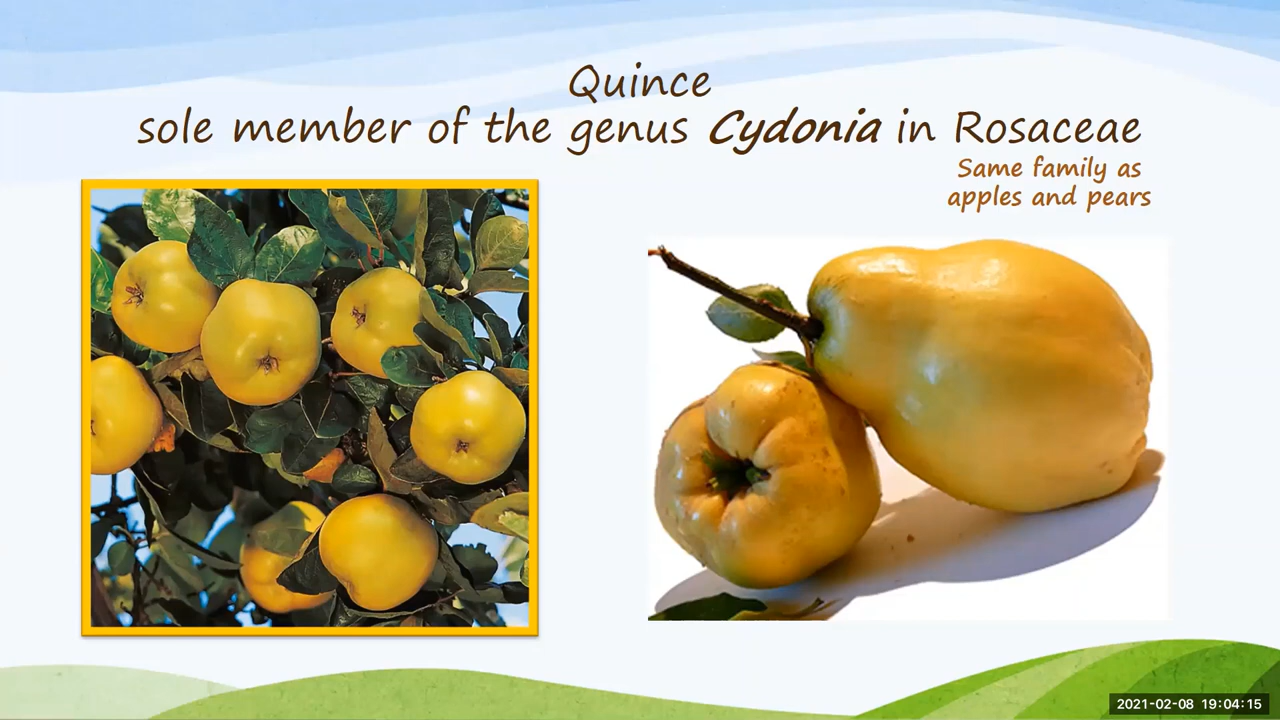 Quince
sole member of the genus Cydonia in Rosaceae
Same family as
apples and pears
2021-02-08 19:04:15